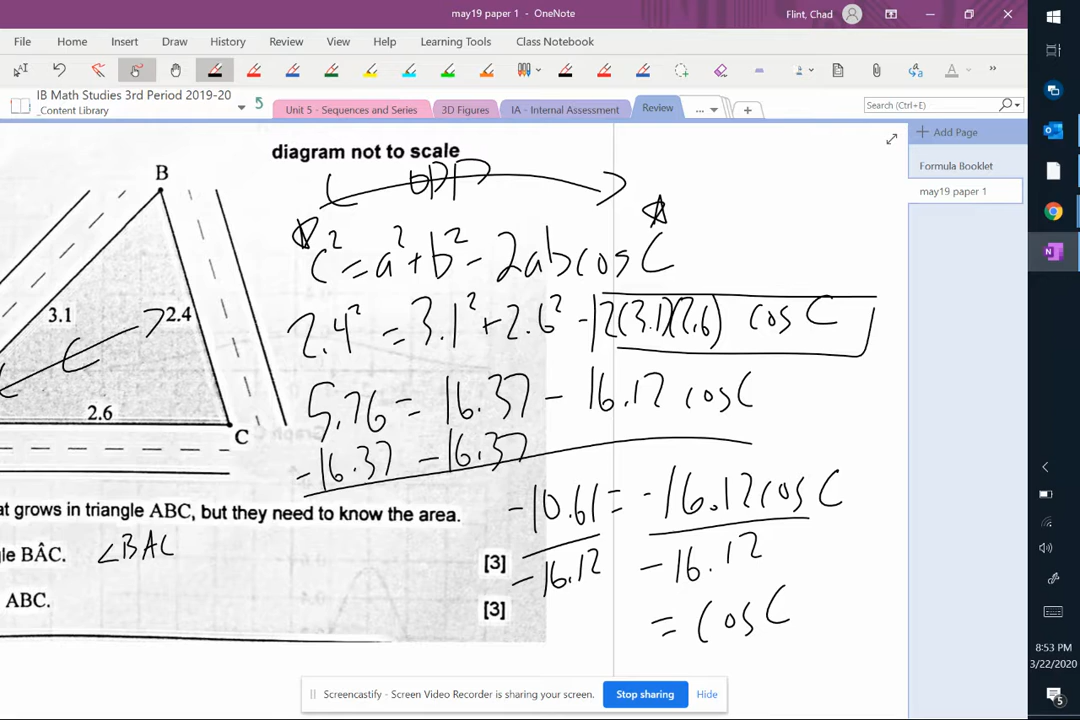 may19 paper 1 - OneNote
Flint, Chad
File Home Insert Draw History Review View Help Learning Tools Class Notebook
IB Math Studies 3rd Period 2019-20
_Content Library
Unit 5 - Sequences and Series
3D Figures
IA - Internal Assessment
Review
...
Search (Ctrl+E)
Add Page
Formula Booklet
may19 paper 1
diagram not to scale
OPP
B
c² = a² + b² - 2ab cos C
3.1
2.4
2.4² = 3.1² + 2.6² - 2(3.1)(2.6) cos C
2.6
C
5.76 = 16.37 - 16.12 cos C
-16.37 -16.37
-10.61 = -16.12 cos C
-16.12 -16.12
= cos C
at grows in triangle ABC, but they need to know the area.
gle BÂC. ∠BAC
[3]
ABC.
[3]
Screencastify - Screen Video Recorder is sharing your screen.
Stop sharing
Hide
8:53 PM
3/22/2020
5